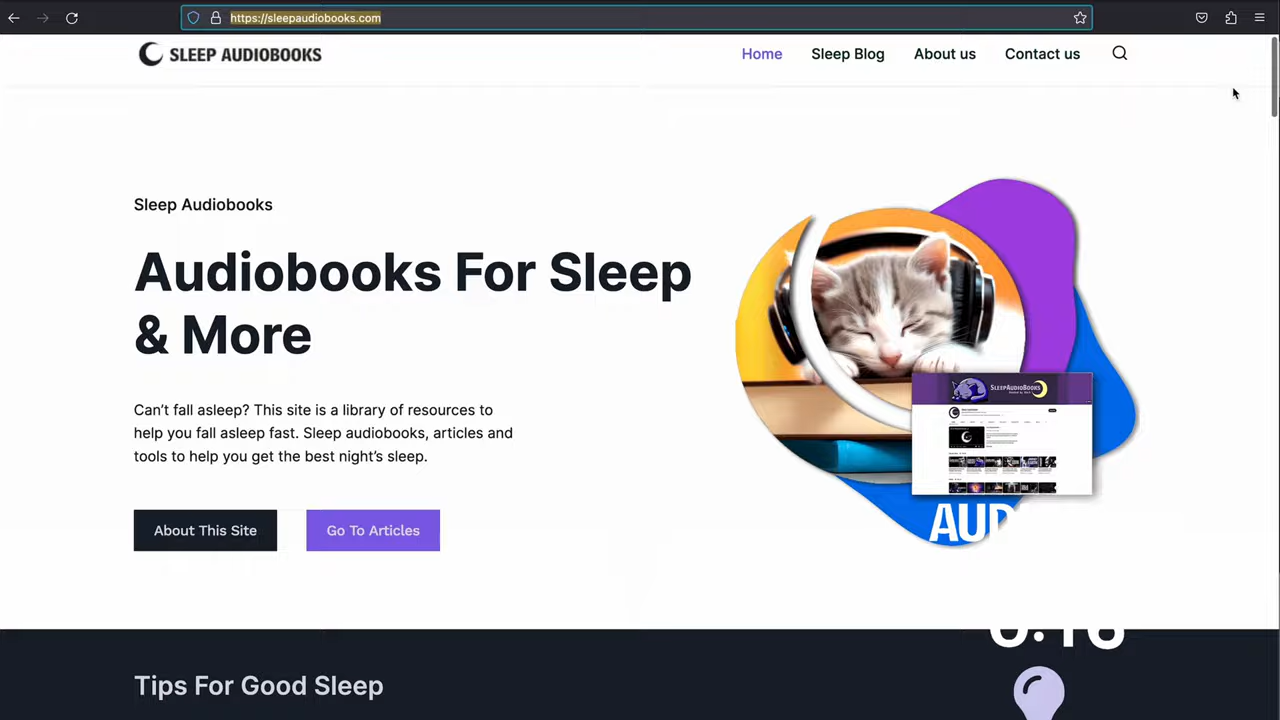 https://sleepaudiobooks.com
SLEEP AUDIOBOOKS
Home
Sleep Blog
About us
Contact us
Sleep Audiobooks
Audiobooks For Sleep
& More
Can’t fall asleep? This site is a library of resources to
help you fall asleep fast. Sleep audiobooks, articles and
tools to help you get the best night’s sleep.
About This Site
Go To Articles
SLEEPAUDIOBOOKS
Tips For Good Sleep